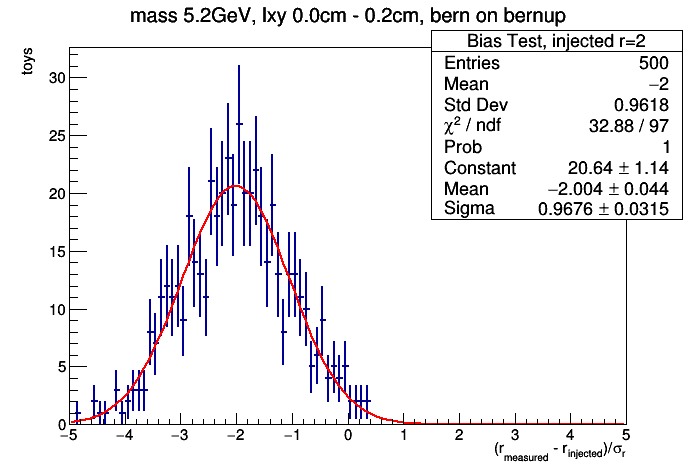 mass 5.2GeV, lxy 0.0cm - 0.2cm, bern on bernup
Bias Test, injected r=2
Entries 500
Mean −2
Std Dev 0.9618
χ² / ndf 32.88 / 97
Prob 1
Constant 20.64 ± 1.14
Mean −2.004 ± 0.044
Sigma 0.9676 ± 0.0315
toys
30
25
20
15
10
5
0
−5 −4 −3 −2 −1 0 1 2 3 4 5
(r_measured - r_injected)/σ_r